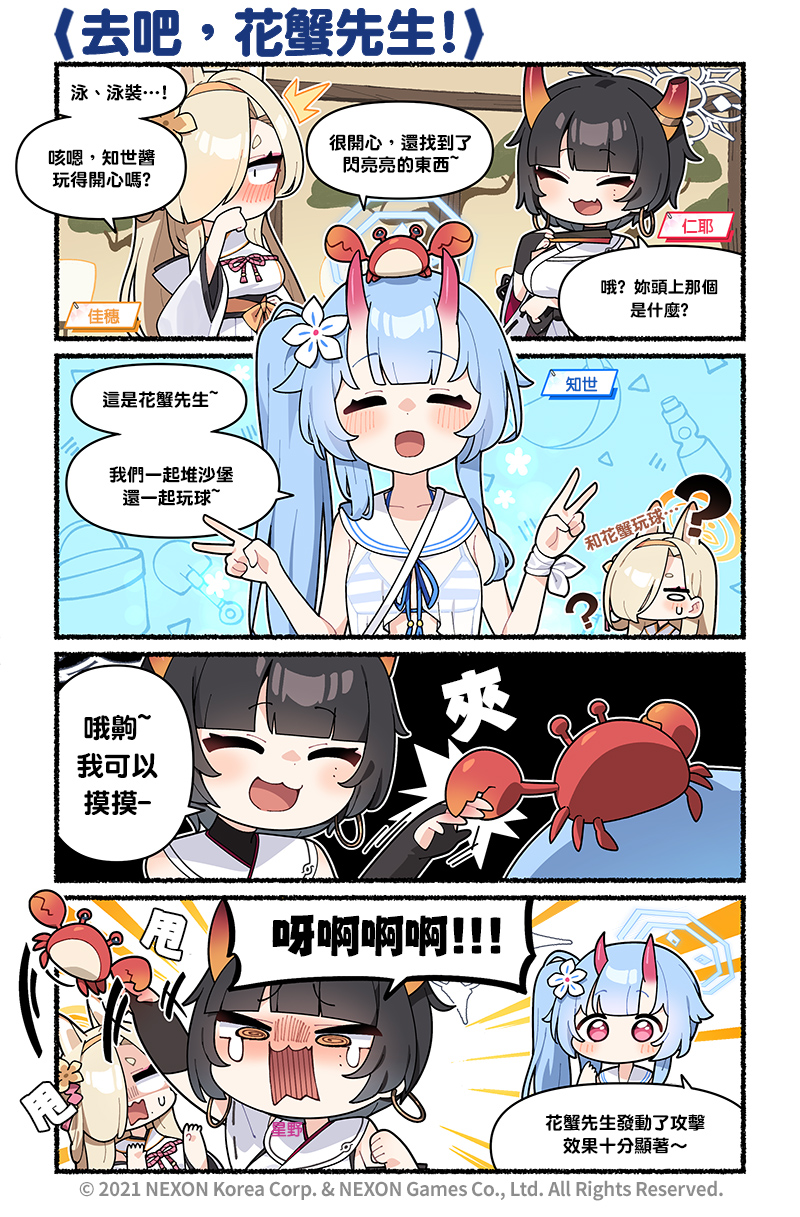 《去吧，花蟹先生!》
泳、泳裝⋯!
咳嗯，知世醬
玩得開心嗎?
很開心，還找到了
閃亮亮的東西~
仁耶
哦? 妳頭上那個
是什麼?
佳穗
這是花蟹先生~
知世
我們一起堆沙堡
還一起玩球~
和花蟹玩球⋯
?
?
哦齁~
我可以
摸摸-
夾
甩
呀啊啊啊!!!
甩
星野
花蟹先生發動了攻擊
效果十分顯著～
© 2021 NEXON Korea Corp. & NEXON Games Co., Ltd. All Rights Reserved.